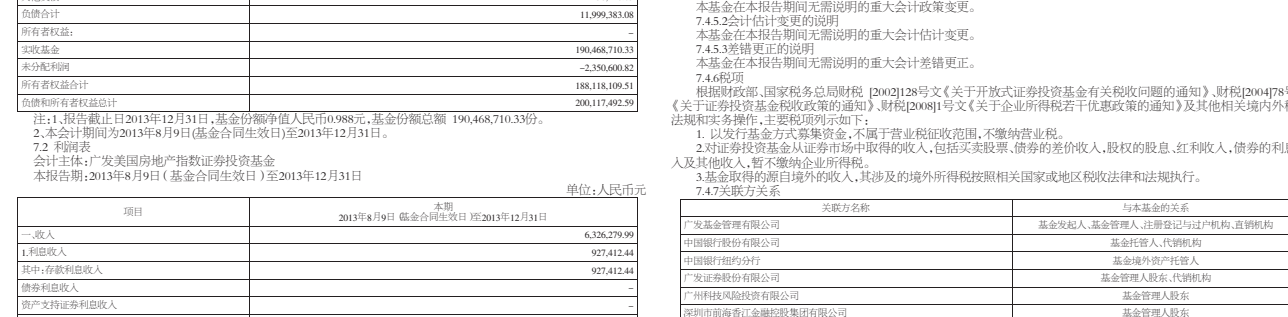 负债合计 11,999,383.08
所有者权益: -
实收基金 190,468,710.33
未分配利润 -2,350,600.82
所有者权益合计 188,118,109.51
负债和所有者权益总计 200,117,492.59
注:1、报告截止日2013年12月31日,基金份额净值人民币0.988元,基金份额总额 190,468,710.33份。
2、本会计期间为2013年8月9日(基金合同生效日)至2013年12月31日。
7.2 利润表
会计主体:广发美国房地产指数证券投资基金
本报告期:2013年8月9日(基金合同生效日)至2013年12月31日
单位:人民币元
项目 本期
2013年8月9日(基金合同生效日)至2013年12月31日
一、收入 6,326,279.99
1.利息收入 927,412.44
其中:存款利息收入 927,412.44
债券利息收入 -
资产支持证券利息收入 -
本基金在本报告期间无需说明的重大会计政策变更。
7.4.5.2会计估计变更的说明
本基金在本报告期间无需说明的重大会计估计变更。
7.4.5.3差错更正的说明
本基金在本报告期间无需说明的重大会计差错更正。
7.4.6税项
根据财政部、国家税务总局财税 [2002]128号文《关于开放式证券投资基金有关税收问题的通知》、财税[2004]78号
《关于证券投资基金税收政策的通知》、财税[2008]1号文《关于企业所得税若干优惠政策的通知》及其他相关境内外税
法规和实务操作,主要税项列示如下:
1. 以发行基金方式募集资金,不属于营业税征收范围,不缴纳营业税。
2.对证券投资基金从证券市场中取得的收入,包括买卖股票、债券的差价收入,股权的股息、红利收入,债券的利息
入及其他收入,暂不缴纳企业所得税。
3.基金取得的源自境外的收入,其涉及的境外所得税按照相关国家或地区税收法律和法规执行。
7.4.7关联方关系
关联方名称 与本基金的关系
广发基金管理有限公司 基金发起人、基金管理人、注册登记与过户机构、直销机构
中国银行股份有限公司 基金托管人、代销机构
中国银行纽约分行 基金境外资产托管人
广发证券股份有限公司 基金管理人股东、代销机构
广州科技风险投资有限公司 基金管理人股东
深圳市前海香江金融控股集团有限公司 基金管理人股东